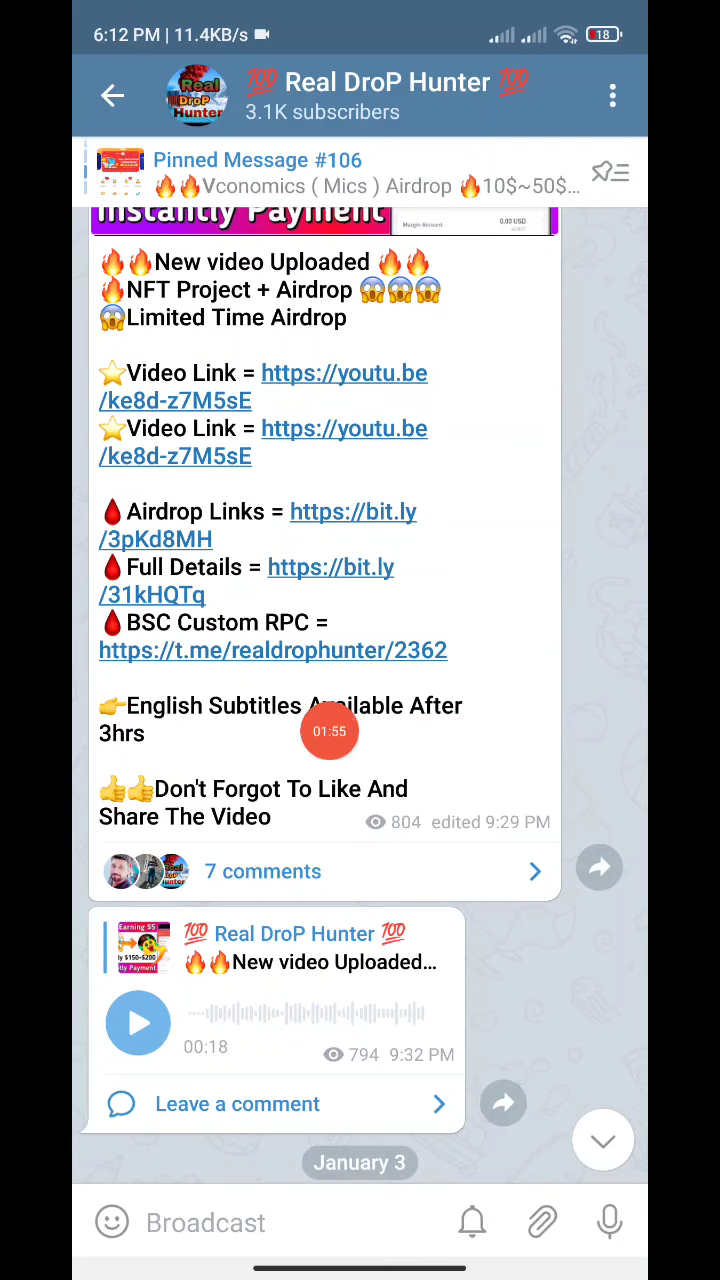 6:12 PM | 11.4KB/s
18
Real DroP Hunter
💯 Real DroP Hunter 💯
3.1K subscribers
Pinned Message #106
🔥🔥Vconomics ( Mics ) Airdrop 🔥10$~50$...
Instantly Payment
Margin Account 0.00 USD
🔥🔥New video Uploaded 🔥🔥
🔥NFT Project + Airdrop 😱😱😱
😱Limited Time Airdrop
⭐Video Link = https://youtu.be
/ke8d-z7M5sE
⭐Video Link = https://youtu.be
/ke8d-z7M5sE
🩸Airdrop Links = https://bit.ly
/3pKd8MH
🩸Full Details = https://bit.ly
/31kHQTq
🩸BSC Custom RPC =
https://t.me/realdrophunter/2362
👉English Subtitles Available After
3hrs
01:55
👍👍Don't Forgot To Like And
Share The Video
804 edited 9:29 PM
7 comments
Earning $5
$150-$200
Payment
💯 Real DroP Hunter 💯
🔥🔥New video Uploaded...
00:18
794 9:32 PM
Leave a comment
January 3
Broadcast